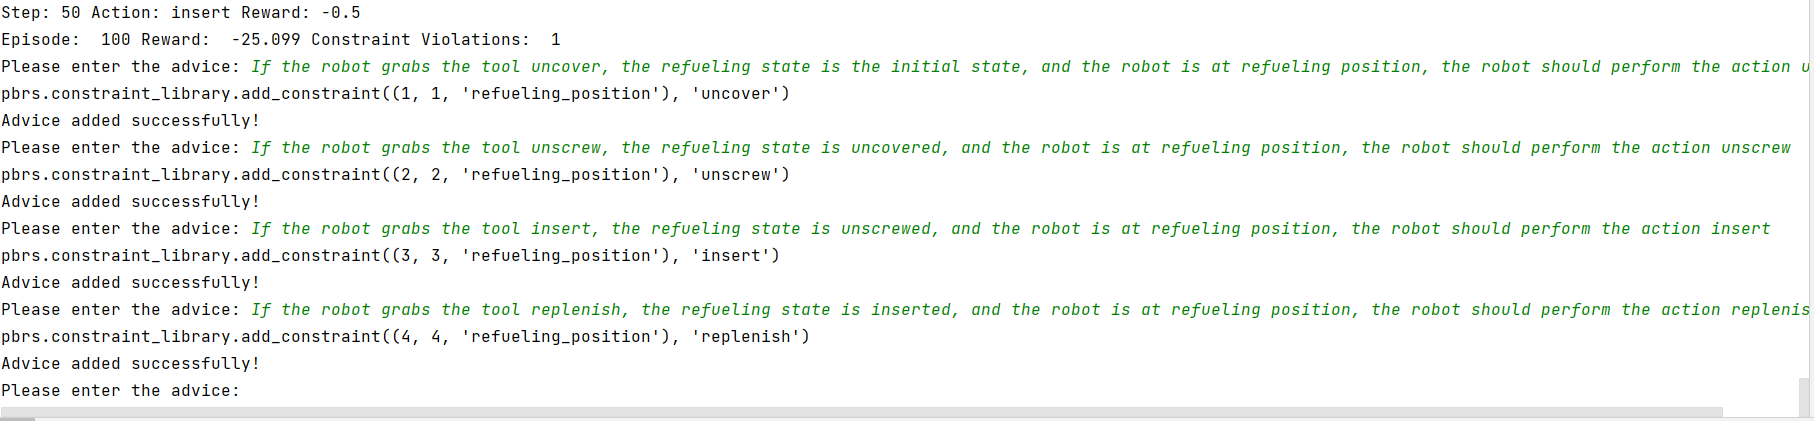 Step: 50 Action: insert Reward: -0.5
Episode:  100 Reward:  -25.099 Constraint Violations:  1
Please enter the advice: If the robot grabs the tool uncover, the refueling state is the initial state, and the robot is at refueling position, the robot should perform the action u
pbrs.constraint_library.add_constraint((1, 1, 'refueling_position'), 'uncover')
Advice added successfully!
Please enter the advice: If the robot grabs the tool unscrew, the refueling state is uncovered, and the robot is at refueling position, the robot should perform the action unscrew
pbrs.constraint_library.add_constraint((2, 2, 'refueling_position'), 'unscrew')
Advice added successfully!
Please enter the advice: If the robot grabs the tool insert, the refueling state is unscrewed, and the robot is at refueling position, the robot should perform the action insert
pbrs.constraint_library.add_constraint((3, 3, 'refueling_position'), 'insert')
Advice added successfully!
Please enter the advice: If the robot grabs the tool replenish, the refueling state is inserted, and the robot is at refueling position, the robot should perform the action replenis
pbrs.constraint_library.add_constraint((4, 4, 'refueling_position'), 'replenish')
Advice added successfully!
Please enter the advice: